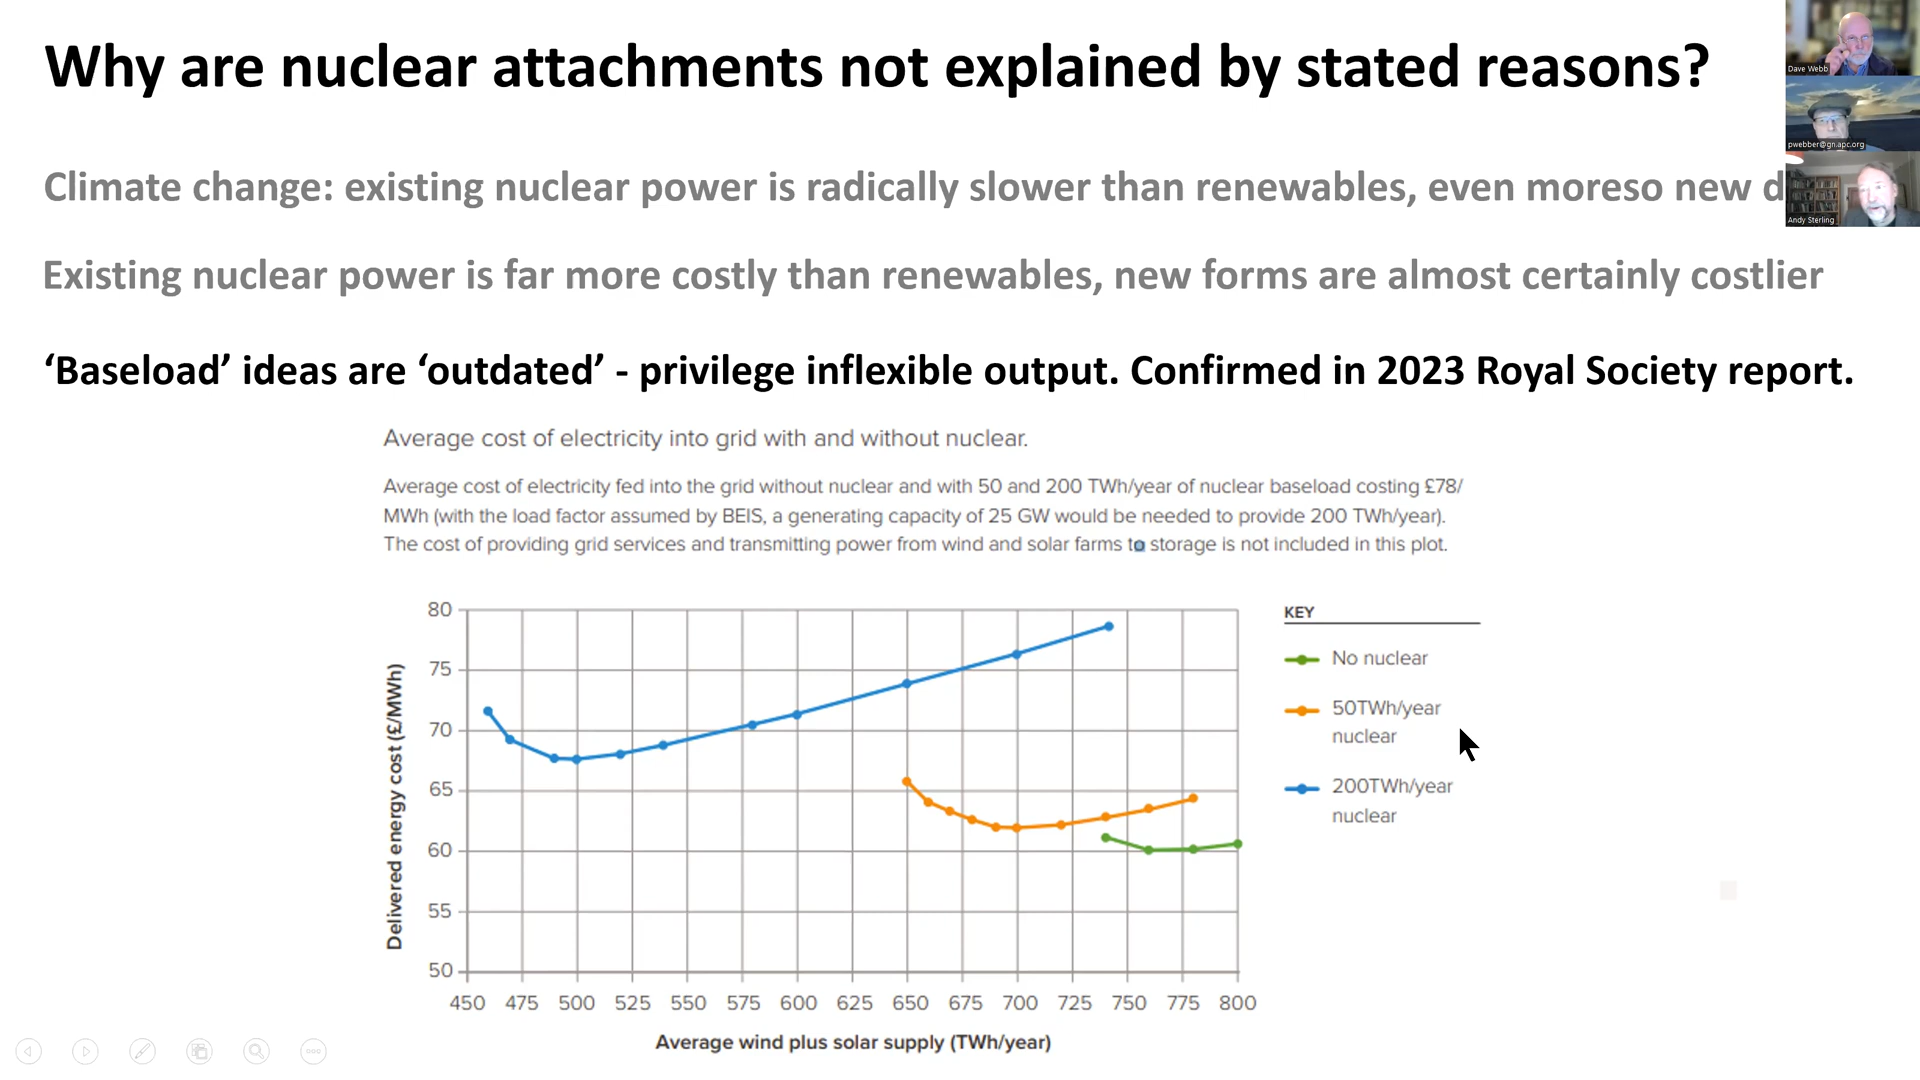 Why are nuclear attachments not explained by stated reasons?
Dave Webb
pwebber@gn.apc.org
Andy Sterling
Climate change: existing nuclear power is radically slower than renewables, even moreso new d
Existing nuclear power is far more costly than renewables, new forms are almost certainly costlier
‘Baseload’ ideas are ‘outdated’ - privilege inflexible output. Confirmed in 2023 Royal Society report.
Average cost of electricity into grid with and without nuclear.
Average cost of electricity fed into the grid without nuclear and with 50 and 200 TWh/year of nuclear baseload costing £78/
MWh (with the load factor assumed by BEIS, a generating capacity of 25 GW would be needed to provide 200 TWh/year).
The cost of providing grid services and transmitting power from wind and solar farms to storage is not included in this plot.
Delivered energy cost (£/MWh)
80
75
70
65
60
55
50
450 475 500 525 550 575 600 625 650 675 700 725 750 775 800
Average wind plus solar supply (TWh/year)
KEY
No nuclear
50TWh/year
nuclear
200TWh/year
nuclear